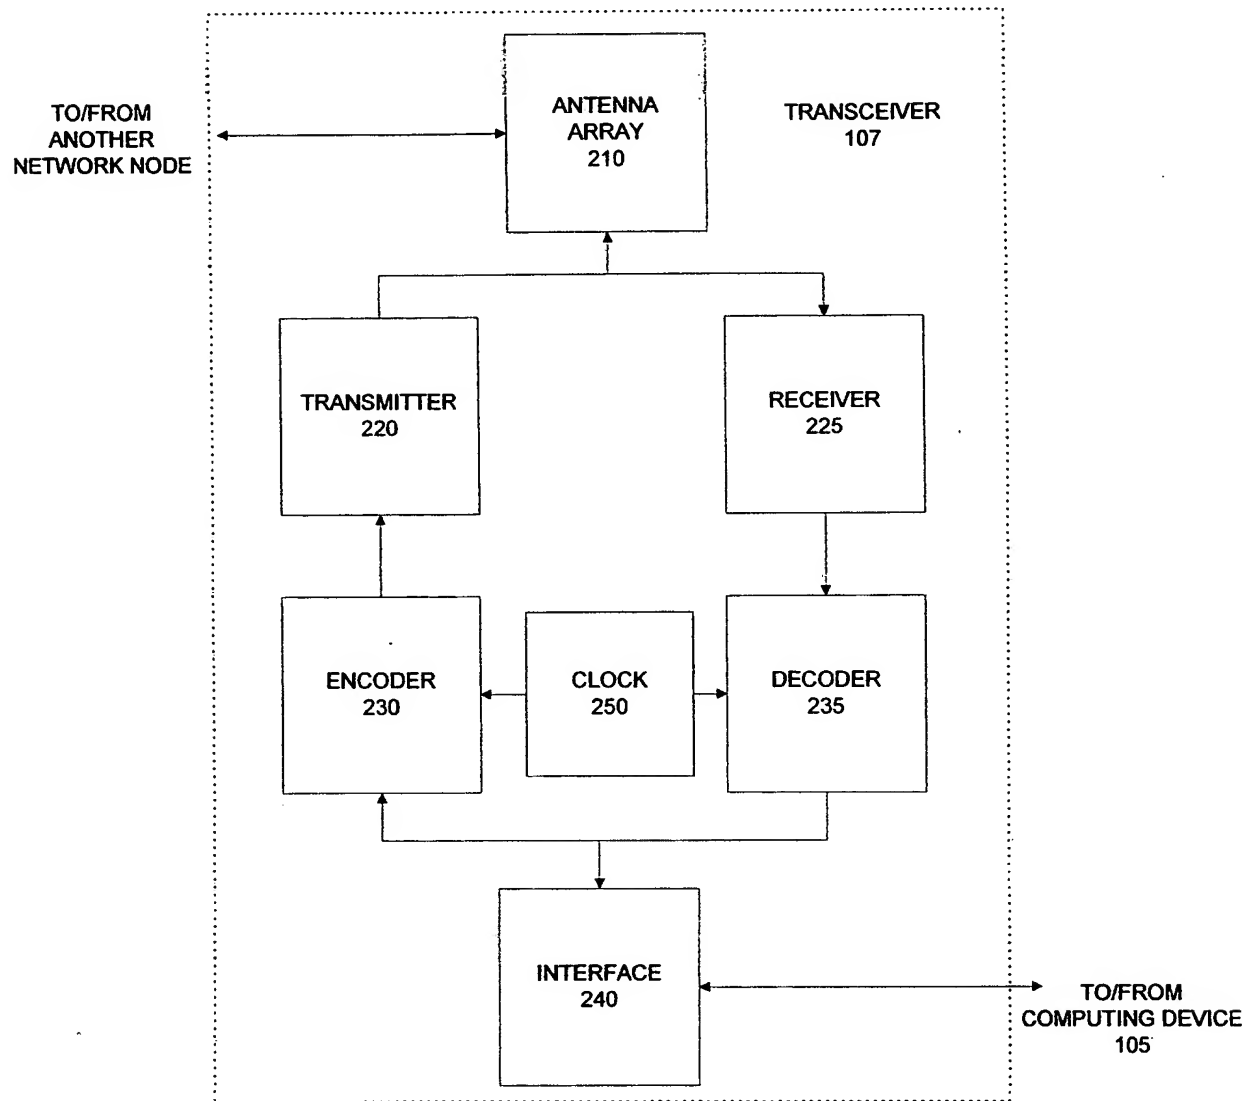 ANTENNA
ARRAY
210
TRANSCEIVER
107
TO/FROM
ANOTHER
NETWORK NODE
TRANSMITTER
220
RECEIVER
225
ENCODER
230
CLOCK
250
DECODER
235
INTERFACE
240
TO/FROM
COMPUTING DEVICE
105